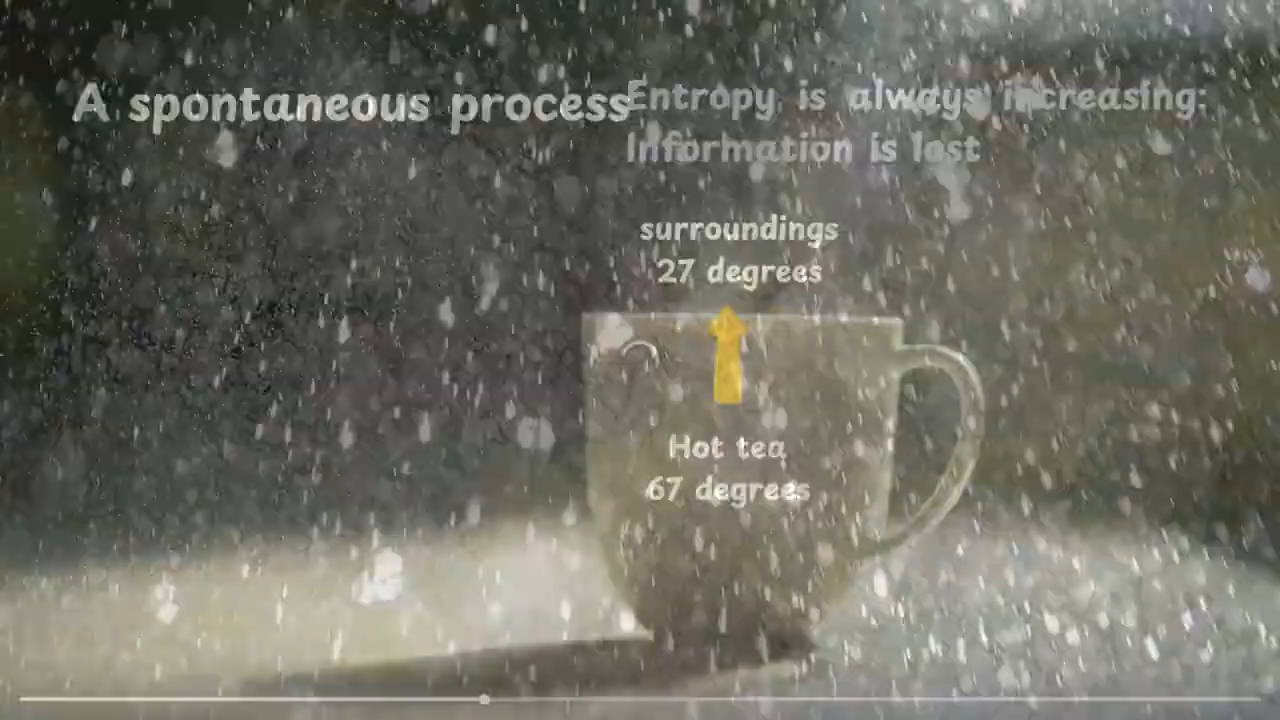 A spontaneous process
Entropy is always increasing:
Information is lost
surroundings
27 degrees
Hot tea
67 degrees